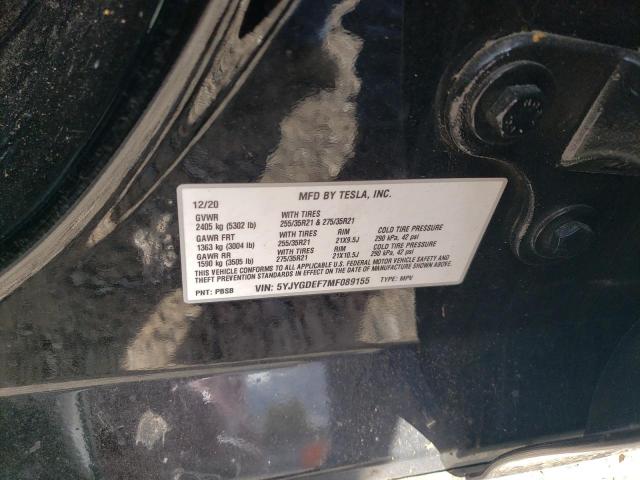 MFD BY TESLA, INC.
12/20
GVWR WITH TIRES
2405 kg (5302 lb) 255/35R21 & 275/35R21
GAWR FRT WITH TIRES RIM COLD TIRE PRESSURE
1363 kg (3004 lb) 255/35R21 21X9.5J 290 kPa, 42 psi
GAWR RR WITH TIRES RIM COLD TIRE PRESSURE
1590 kg (3505 lb) 275/35R21 21X10.5J 290 kPa, 42 psi
THIS VEHICLE CONFORMS TO ALL APPLICABLE U.S. FEDERAL MOTOR VEHICLE SAFETY AND
THEFT PREVENTION STANDARDS IN EFFECT ON THE DATE OF MANUFACTURE SHOWN ABOVE.
PNT: PBSB VIN: 5YJYGDEF7MF089155 TYPE: MPV